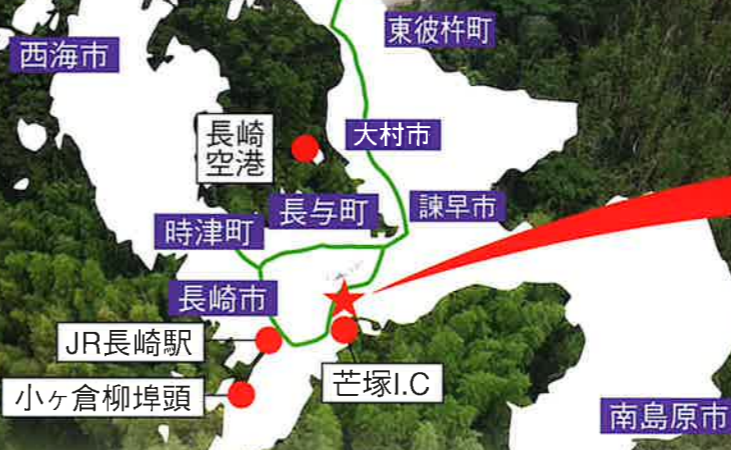 東彼杵町
西海市
長崎
空港
大村市
長与町
諫早市
時津町
長崎市
JR長崎駅
芒塚I.C
小ヶ倉柳埠頭
南島原市